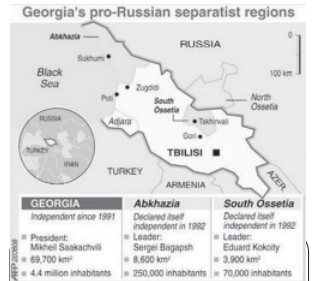 Georgia's pro-Russian separatist regions
Abkhazia
RUSSIA
0
Sukhumi
100 km
Black
Sea
Zugdidi
Poti
South
Ossetia
North
Ossetia
Tskhinvali
RUSSIA
Adjara
Gori
TBILISI
TURKEY
IRAN
TURKEY
ARMENIA
AZER.
GEORGIA
Abkhazia
South Ossetia
Independent since 1991
Declared itself
independent in 1992
Declared itself
independent in 1992
President:
Mikheil Saakachvili
Leader:
Sergei Bagapsh
Leader:
Eduard Kokoity
69,700 km²
8,600 km²
3,900 km²
4.4 million inhabitants
250,000 inhabitants
70,000 inhabitants
AFP